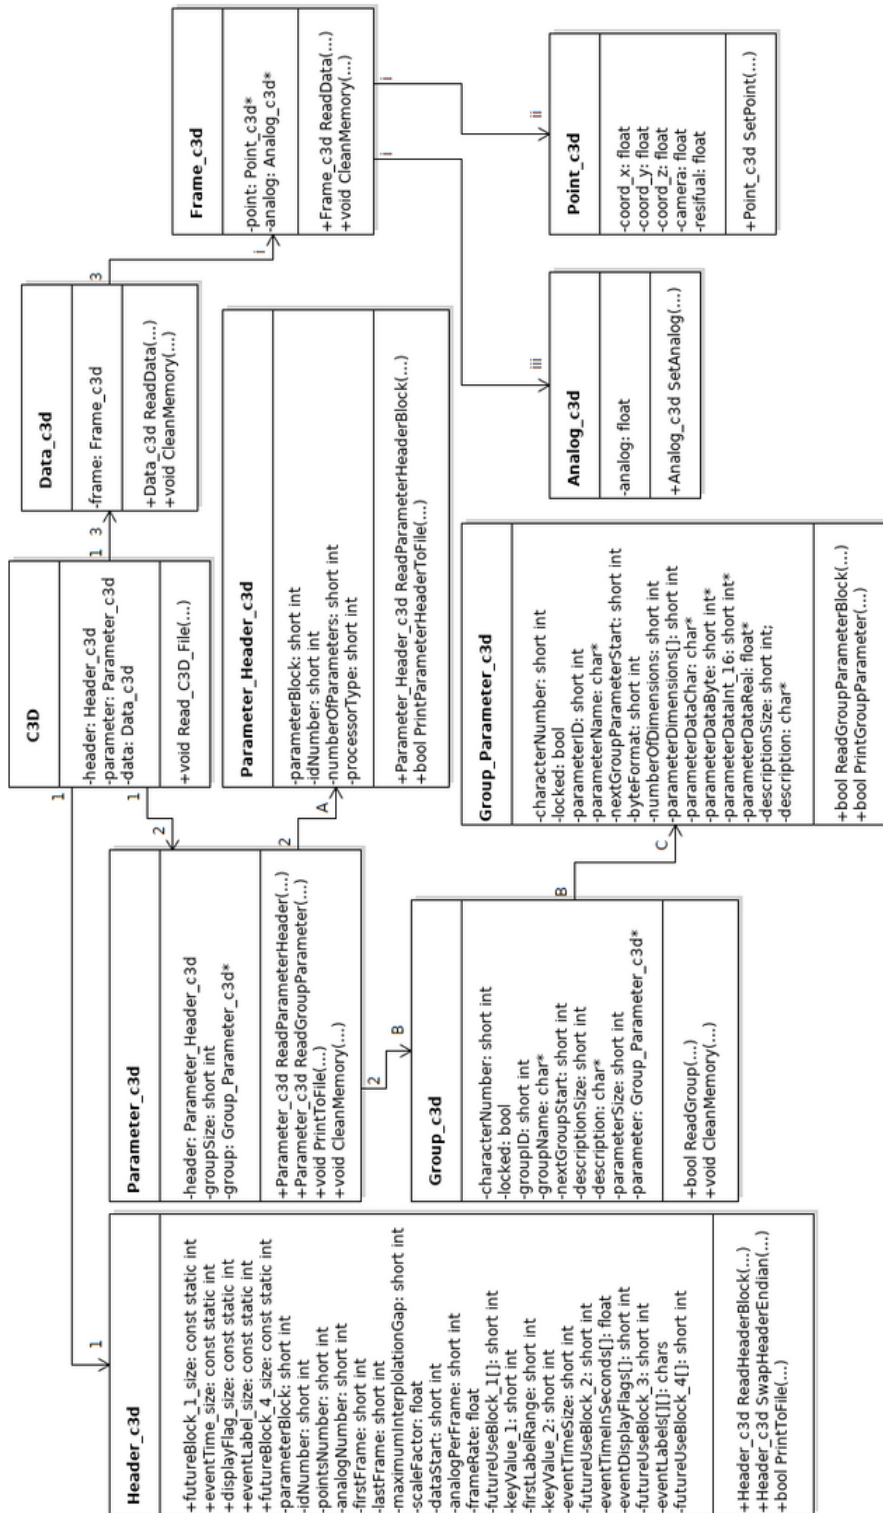 C3D
-header: Header_c3d
-parameter: Parameter_c3d
-data: Data_c3d
+void Read_C3D_File(...)
1
1
1
3
1
2
Header_c3d
+futureBlock_1_size: const static int
+eventTime_size: const static int
+displayFlag_size: const static int
+eventLabel_size: const static int
+futureBlock_4_size: const static int
-parameterBlock: short int
-idNumber: short int
-pointsNumber: short int
-analogNumber: short int
-firstFrame: short int
-lastFrame: short int
-maximumInterplolationGap: short int
-scaleFactor: float
-dataStart: short int
-analogPerFrame: short int
-frameRate: float
-futureUseBlock_1[]: short int
-keyValue_1: short int
-firstLabelRange: short int
-keyValue_2: short int
-eventTimeSize: short int
-futureUseBlock_2: short int
-eventTimeInSeconds[]: float
-eventDisplayFlags[]: short int
-futureUseBlock_3: short int
-eventLabels[][]: chars
-futureUseBlock_4[]: short int
+Header_c3d ReadHeaderBlock(...)
+Header_c3d SwapHeaderEndian(...)
+bool PrintToFile(...)
Parameter_c3d
-header: Parameter_Header_c3d
-groupSize: short int
-group: Group_Parameter_c3d*
+Parameter_c3d ReadParameterHeader(...)
+Parameter_c3d ReadGroupParameter(...)
+void PrintToFile(...)
+void CleanMemory(...)
2
A
2
B
Parameter_Header_c3d
-parameterBlock: short int
-idNumber: short int
-numberOfParameters: short int
-processorType: short int
+Parameter_Header_c3d ReadParameterHeaderBlock(...)
+bool PrintParameterHeaderToFile(...)
Group_c3d
-characterNumber: short int
-locked: bool
-groupID: short int
-groupName: char*
-nextGroupStart: short int
-descriptionSize: short int
-description: char*
-parameterSize: short int
-parameter: Group_Parameter_c3d*
+bool ReadGroup(...)
+void CleanMemory(...)
B
C
Group_Parameter_c3d
-characterNumber: short int
-locked: bool
-parameterID: short int
-parameterName: char*
-nextGroupParameterStart: short int
-byteFormat: short int
-numberOfDimensions: short int
-parameterDImensions[]: short int
-parameterDataChar: char*
-parameterDataByte: short int*
-parameterDataInt_16: short int*
-parameterDataReal: float*
-descriptionSize: short int;
-description: char*
+bool ReadGroupParameterBlock(...)
+bool PrintGroupParameter(...)
Data_c3d
-frame: Frame_c3d
+Data_c3d ReadData(...)
+void CleanMemory(...)
3
i
Frame_c3d
-point: Point_c3d*
-analog: Analog_c3d*
+Frame_c3d ReadData(...)
+void CleanMemory(...)
i
i
iii
ii
Analog_c3d
-analog: float
+Analog_c3d SetAnalog(...)
Point_c3d
-coord_x: float
-coord_y: float
-coord_z: float
-camera: float
-resifual: float
+Point_c3d SetPoint(...)